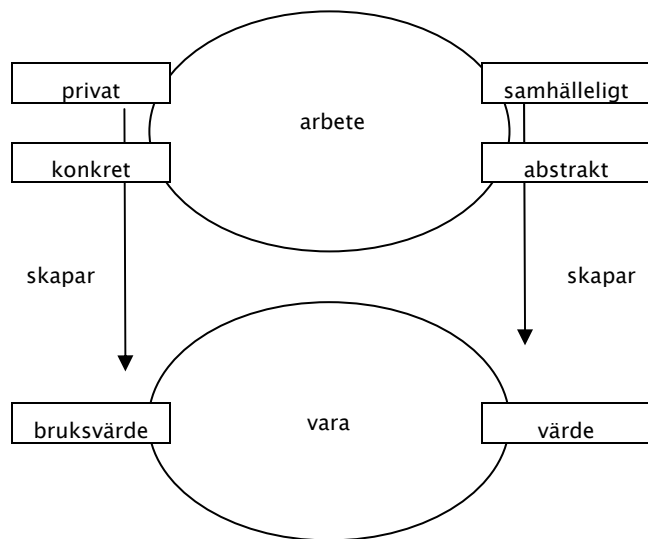 privat
samhälleligt
arbete
konkret
abstrakt
skapar
skapar
bruksvärde
vara
värde